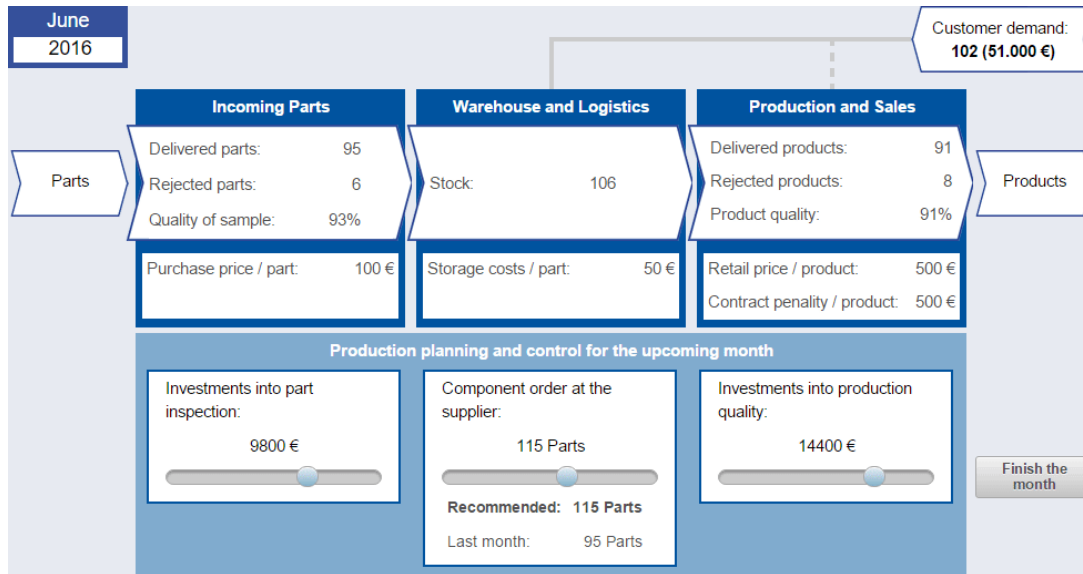 June
2016
Customer demand:
102 (51.000 €)
Parts
Incoming Parts
Delivered parts: 95
Rejected parts: 6
Quality of sample: 93%
Purchase price / part: 100 €
Warehouse and Logistics
Stock: 106
Storage costs / part: 50 €
Production and Sales
Delivered products: 91
Rejected products: 8
Product quality: 91%
Retail price / product: 500 €
Contract penality / product: 500 €
Products
Production planning and control for the upcoming month
Investments into part
inspection:
9800 €
Component order at the
supplier:
115 Parts
Recommended: 115 Parts
Last month: 95 Parts
Investments into production
quality:
14400 €
Finish the
month